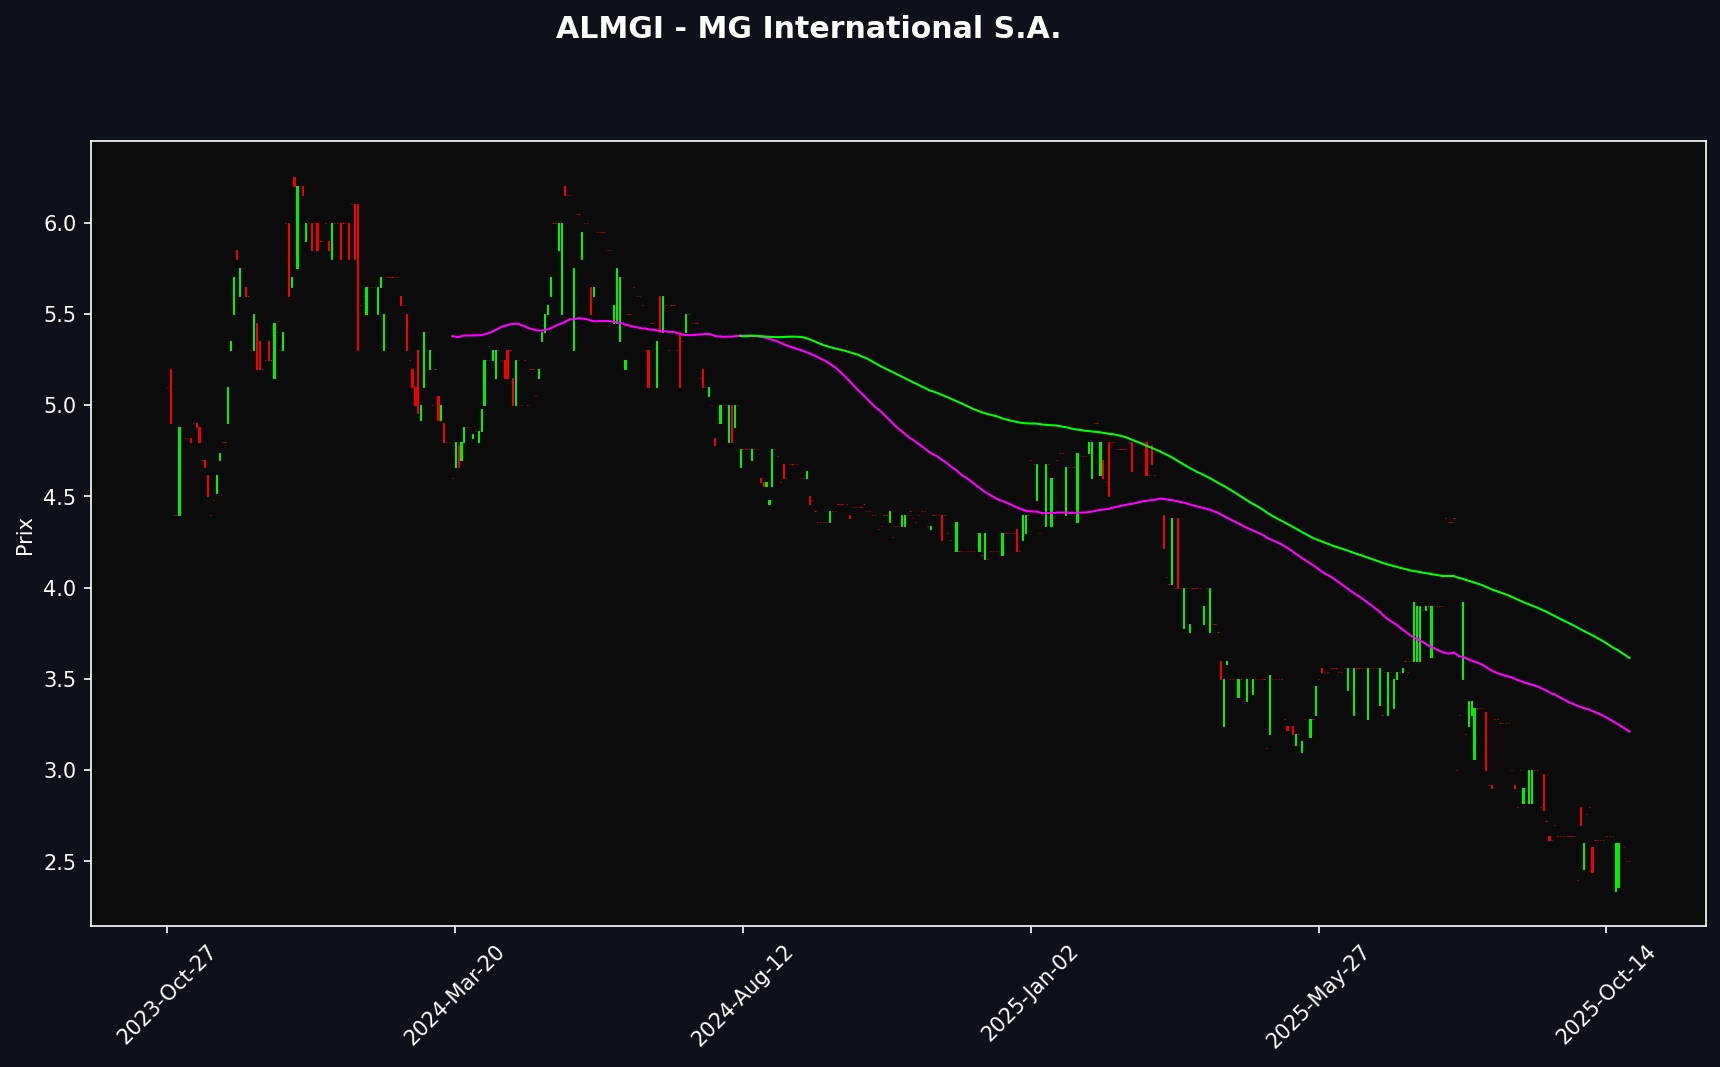 ALMGI - MG International S.A.
Prix
6.0
5.5
5.0
4.5
4.0
3.5
3.0
2.5
2023-Oct-27
2024-Mar-20
2024-Aug-12
2025-Jan-02
2025-May-27
2025-Oct-14